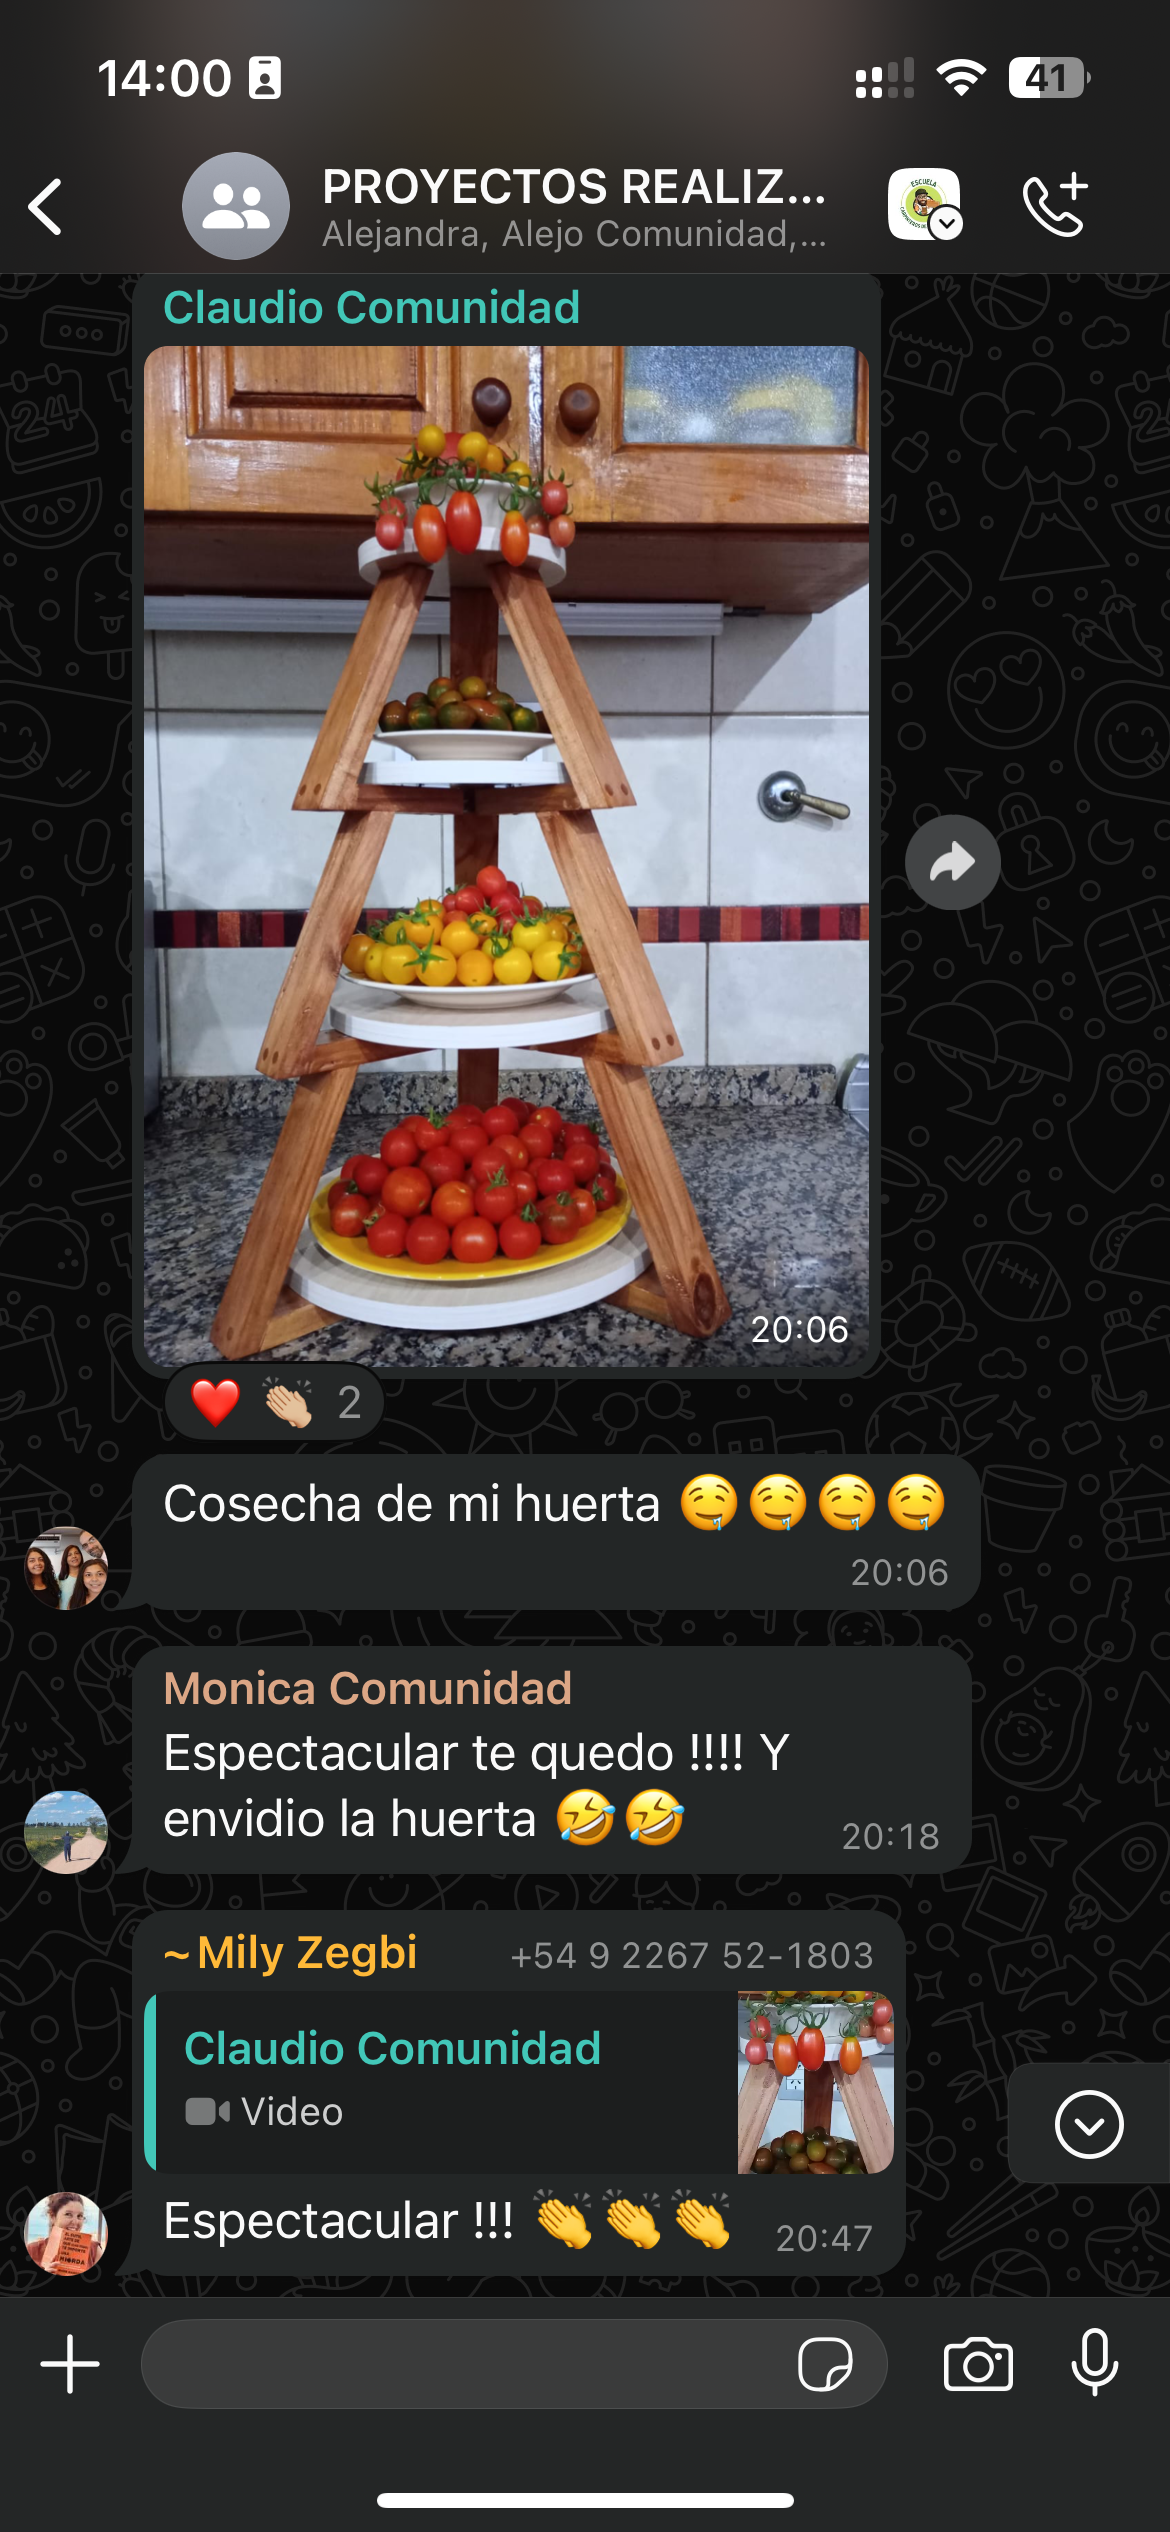 14:00
41
PROYECTOS REALIZ...
Alejandra, Alejo Comunidad,...
ESCUELA
Claudio Comunidad
20:06
❤️ 👏🏼 2
Cosecha de mi huerta 🤤🤤🤤🤤
20:06
Monica Comunidad
Espectacular te quedo !!!! Y
envidio la huerta 🤣🤣
20:18
~Mily Zegbi +54 9 2267 52-1803
Claudio Comunidad
Video
Espectacular !!! 👏👏👏
20:47